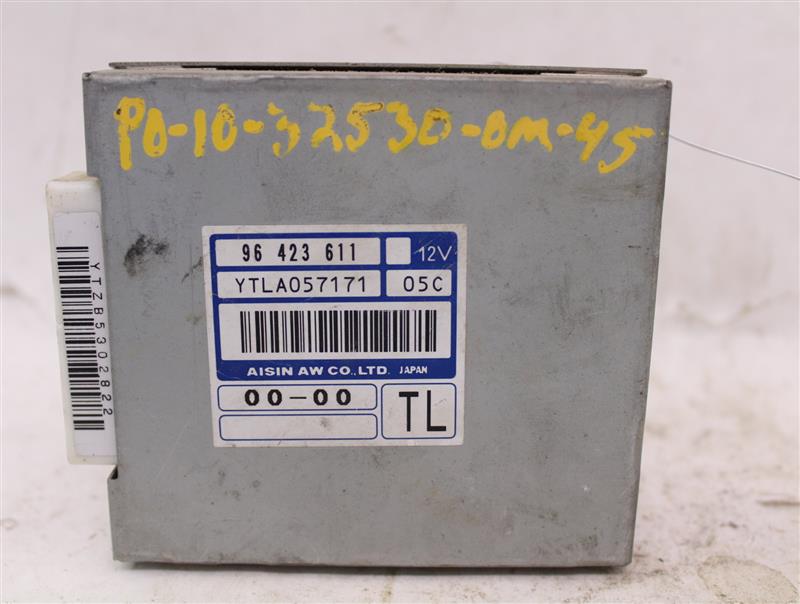 P0-10-32530-0M-45
96 423 611 12V
YTLA057171 05C
AISIN AW CO.,LTD. JAPAN
00-00 TL
YTZB5302822